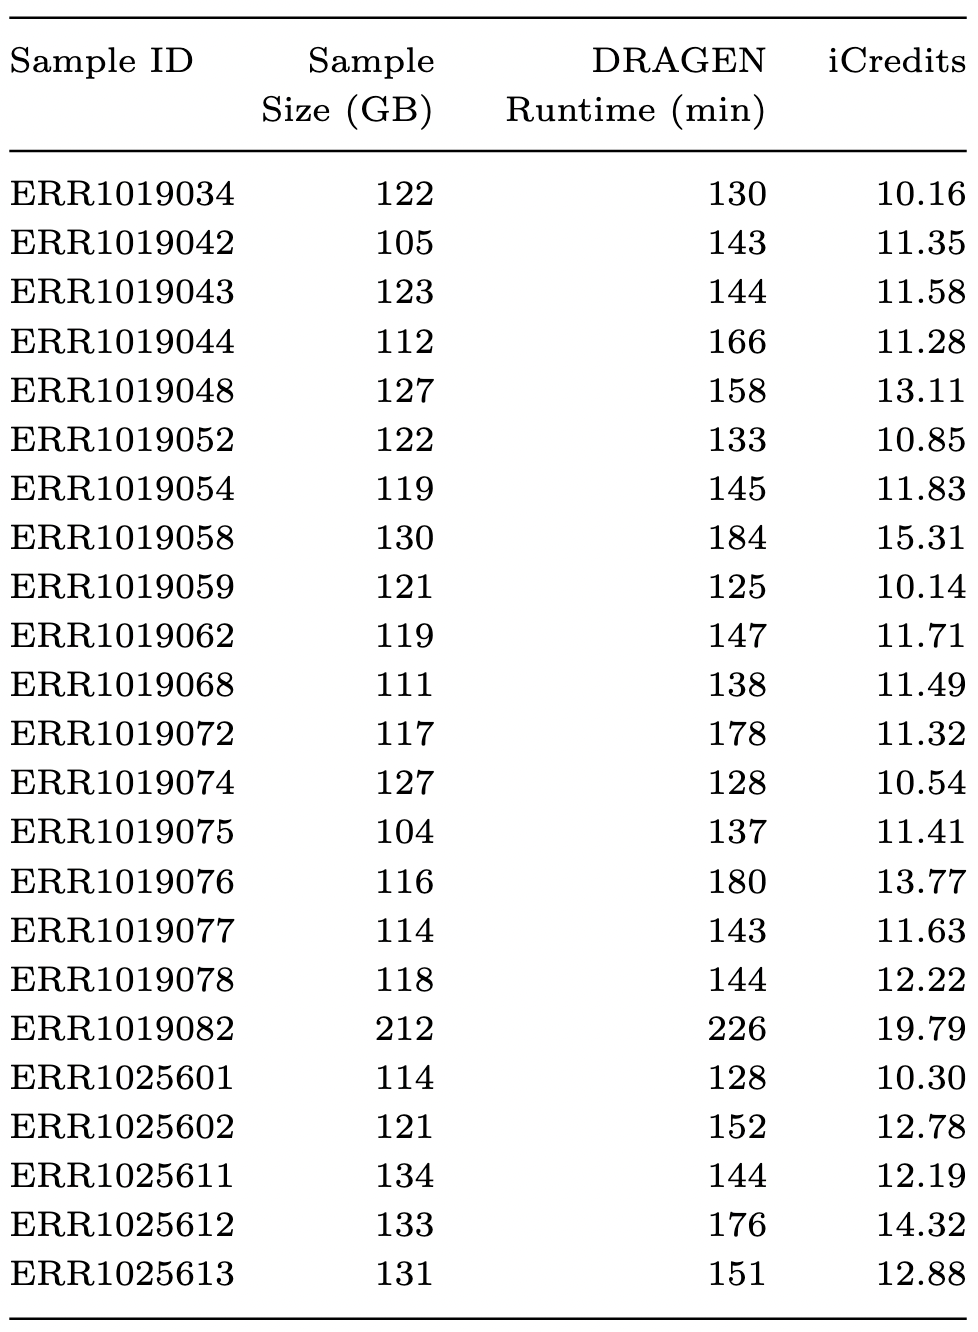 Sample ID Sample DRAGEN iCredits
Size (GB) Runtime (min)
ERR1019034 122 130 10.16
ERR1019042 105 143 11.35
ERR1019043 123 144 11.58
ERR1019044 112 166 11.28
ERR1019048 127 158 13.11
ERR1019052 122 133 10.85
ERR1019054 119 145 11.83
ERR1019058 130 184 15.31
ERR1019059 121 125 10.14
ERR1019062 119 147 11.71
ERR1019068 111 138 11.49
ERR1019072 117 178 11.32
ERR1019074 127 128 10.54
ERR1019075 104 137 11.41
ERR1019076 116 180 13.77
ERR1019077 114 143 11.63
ERR1019078 118 144 12.22
ERR1019082 212 226 19.79
ERR1025601 114 128 10.30
ERR1025602 121 152 12.78
ERR1025611 134 144 12.19
ERR1025612 133 176 14.32
ERR1025613 131 151 12.88